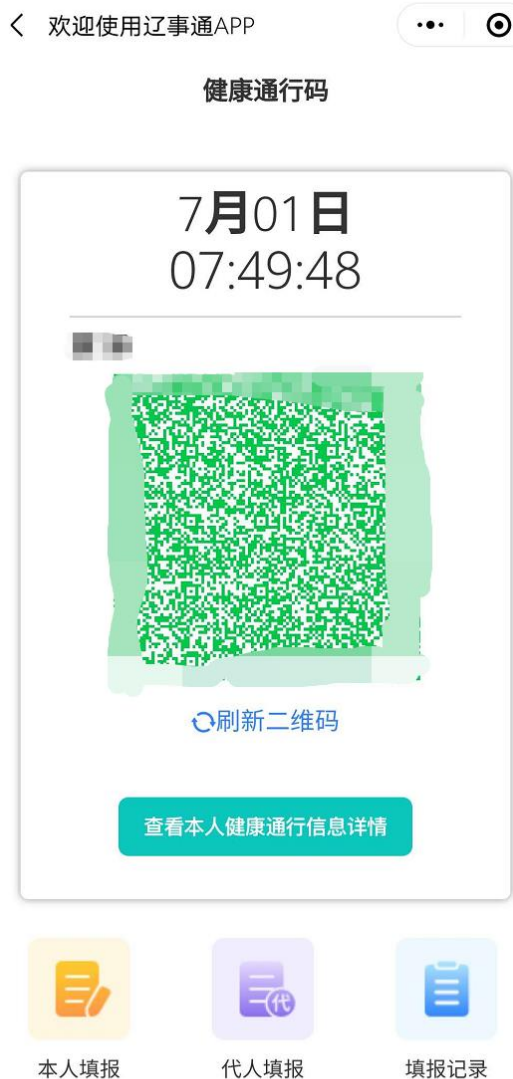 欢迎使用辽事通APP
健康通行码
7月01日
07:49:48
刷新二维码
查看本人健康通行信息详情
代
本人填报
代人填报
填报记录